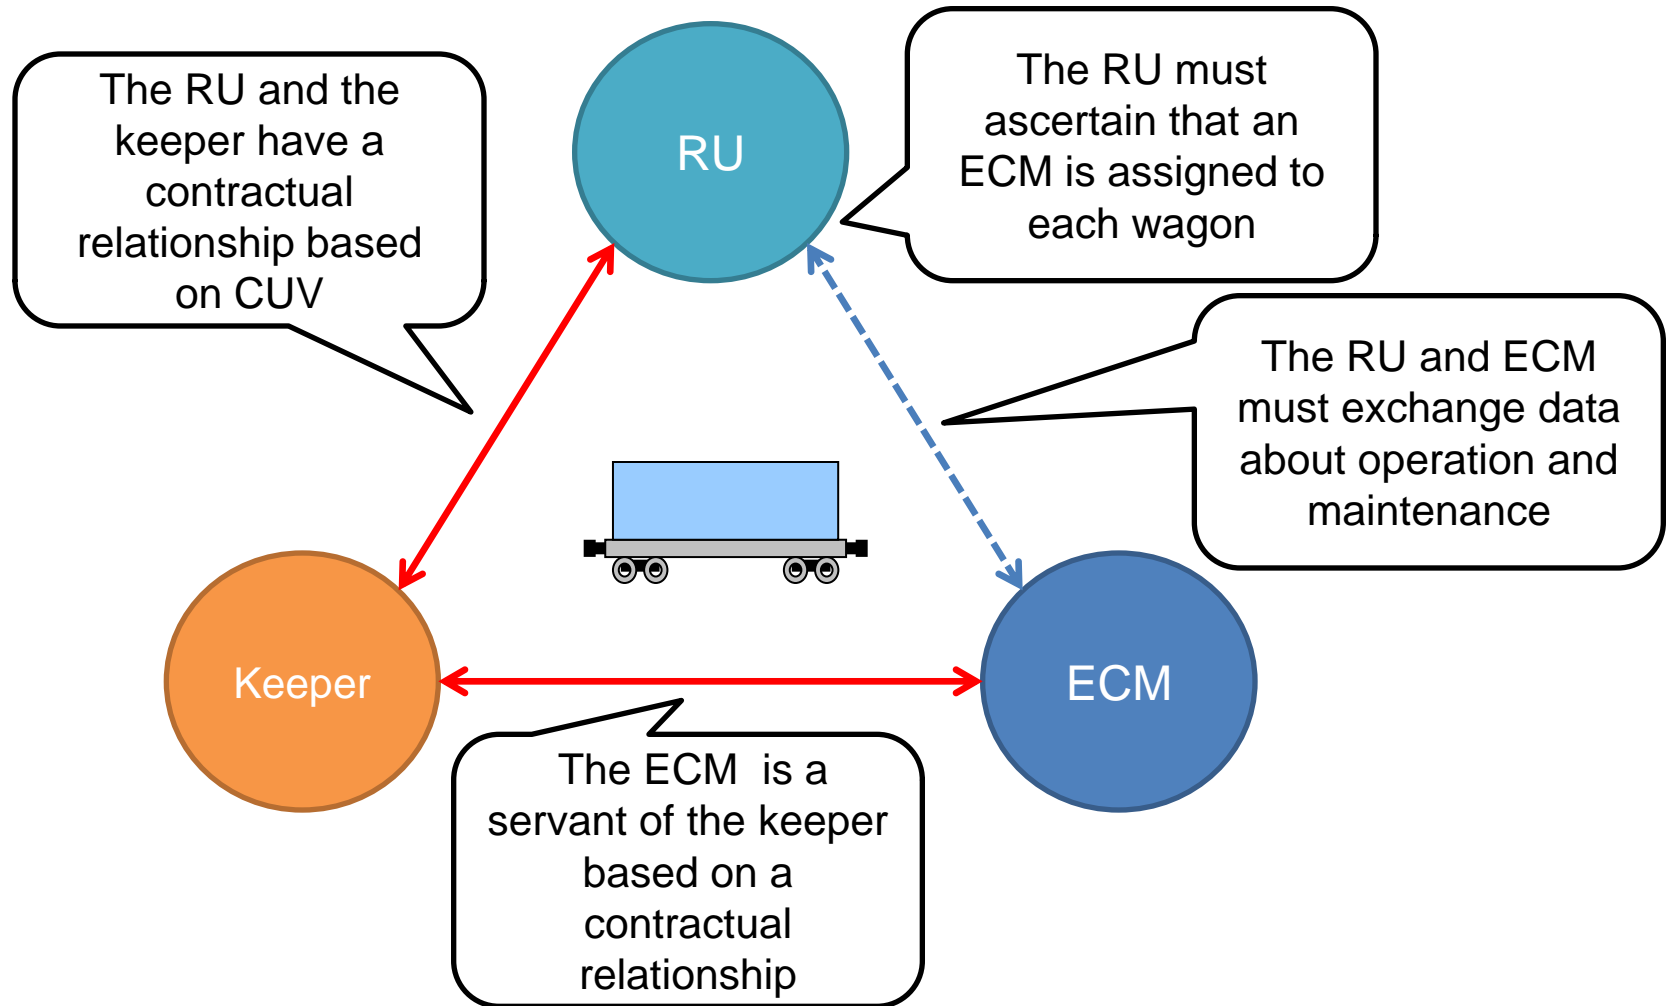 The RU and the
keeper have a
contractual
relationship based
on CUV
RU
The RU must
ascertain that an
ECM is assigned to
each wagon
The RU and ECM
must exchange data
about operation and
maintenance
Keeper
ECM
The ECM  is a
servant of the keeper
based on a
contractual
relationship